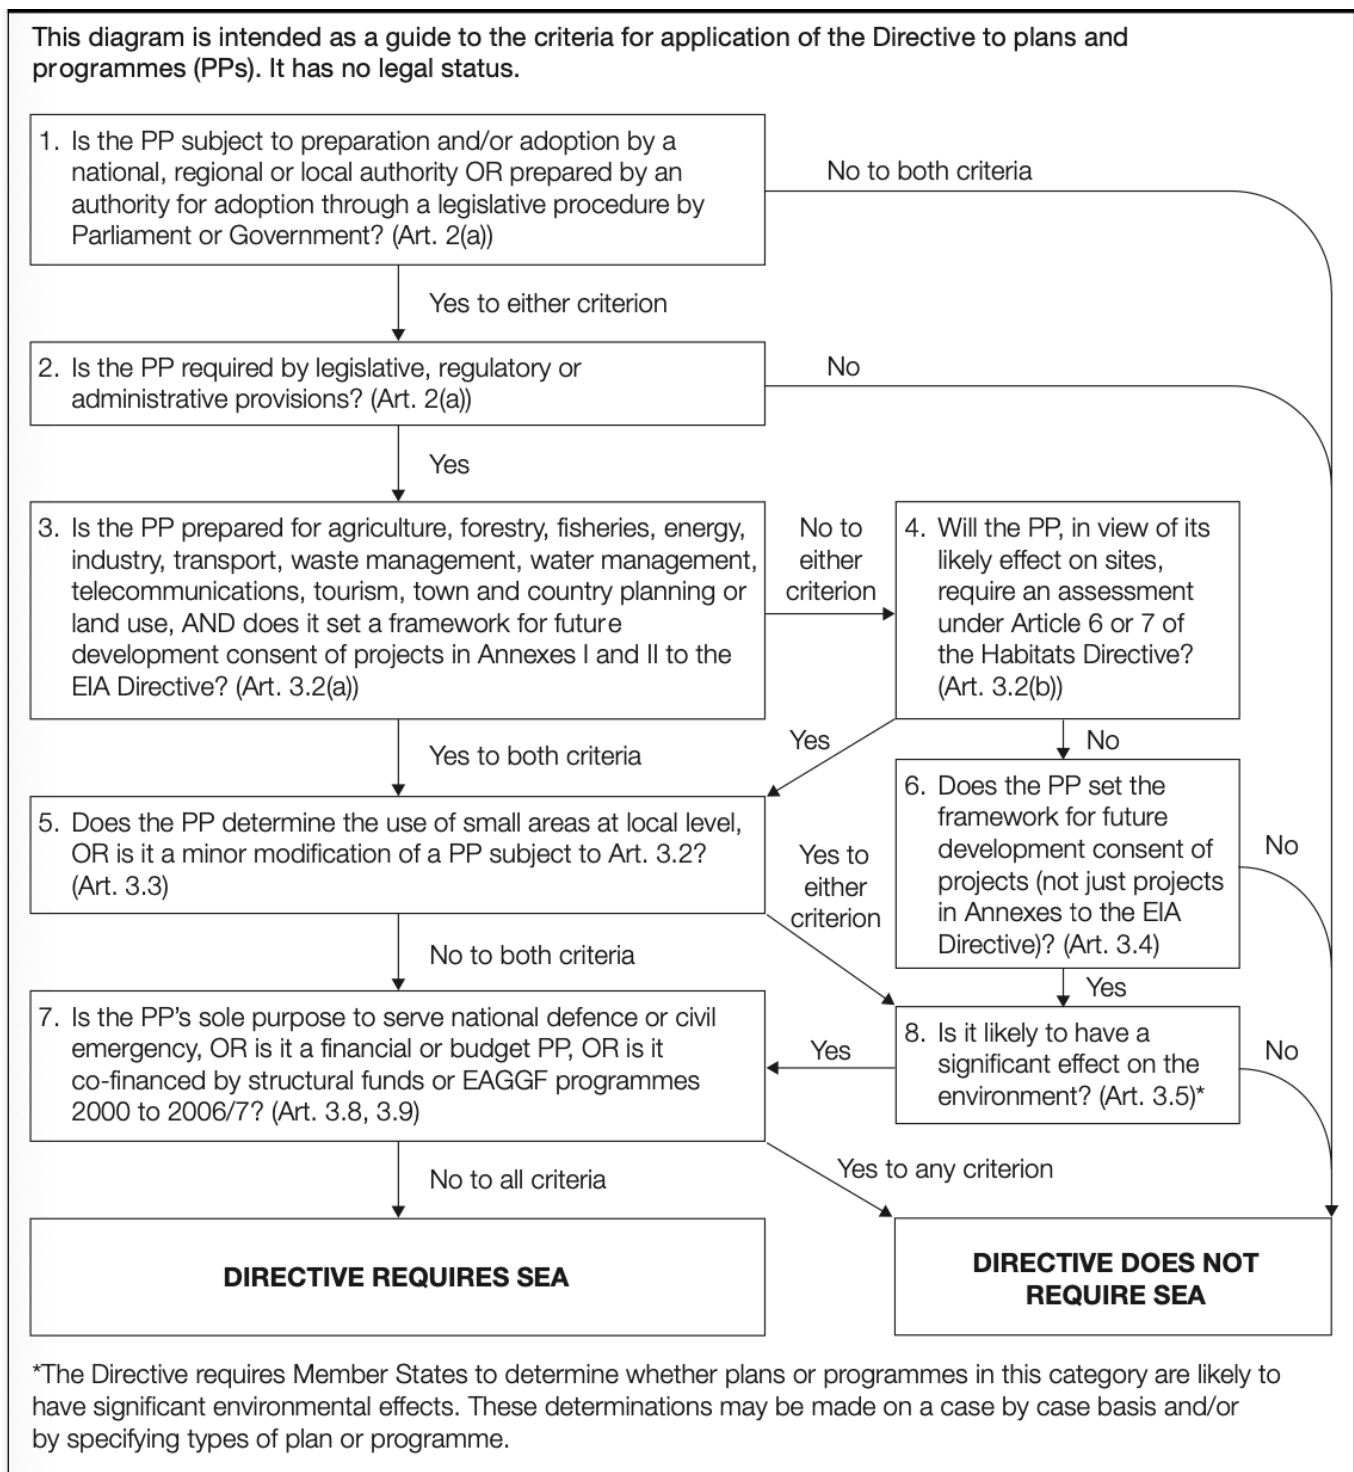 This diagram is intended as a guide to the criteria for application of the Directive to plans and
programmes (PPs). It has no legal status.
1. Is the PP subject to preparation and/or adoption by a
national, regional or local authority OR prepared by an
authority for adoption through a legislative procedure by
Parliament or Government? (Art. 2(a))
No to both criteria
Yes to either criterion
2. Is the PP required by legislative, regulatory or
administrative provisions? (Art. 2(a))
No
Yes
3. Is the PP prepared for agriculture, forestry, fisheries, energy,
industry, transport, waste management, water management,
telecommunications, tourism, town and country planning or
land use, AND does it set a framework for future
development consent of projects in Annexes I and II to the
EIA Directive? (Art. 3.2(a))
No to
either
criterion
4. Will the PP, in view of its
likely effect on sites,
require an assessment
under Article 6 or 7 of
the Habitats Directive?
(Art. 3.2(b))
Yes to both criteria
Yes
No
5. Does the PP determine the use of small areas at local level,
OR is it a minor modification of a PP subject to Art. 3.2?
(Art. 3.3)
Yes to
either
criterion
6. Does the PP set the
framework for future
development consent of
projects (not just projects
in Annexes to the EIA
Directive)? (Art. 3.4)
No
No to both criteria
Yes
7. Is the PP's sole purpose to serve national defence or civil
emergency, OR is it a financial or budget PP, OR is it
co-financed by structural funds or EAGGF programmes
2000 to 2006/7? (Art. 3.8, 3.9)
Yes
8. Is it likely to have a
significant effect on the
environment? (Art. 3.5)*
No
No to all criteria
Yes to any criterion
DIRECTIVE REQUIRES SEA
DIRECTIVE DOES NOT
REQUIRE SEA
*The Directive requires Member States to determine whether plans or programmes in this category are likely to
have significant environmental effects. These determinations may be made on a case by case basis and/or
by specifying types of plan or programme.